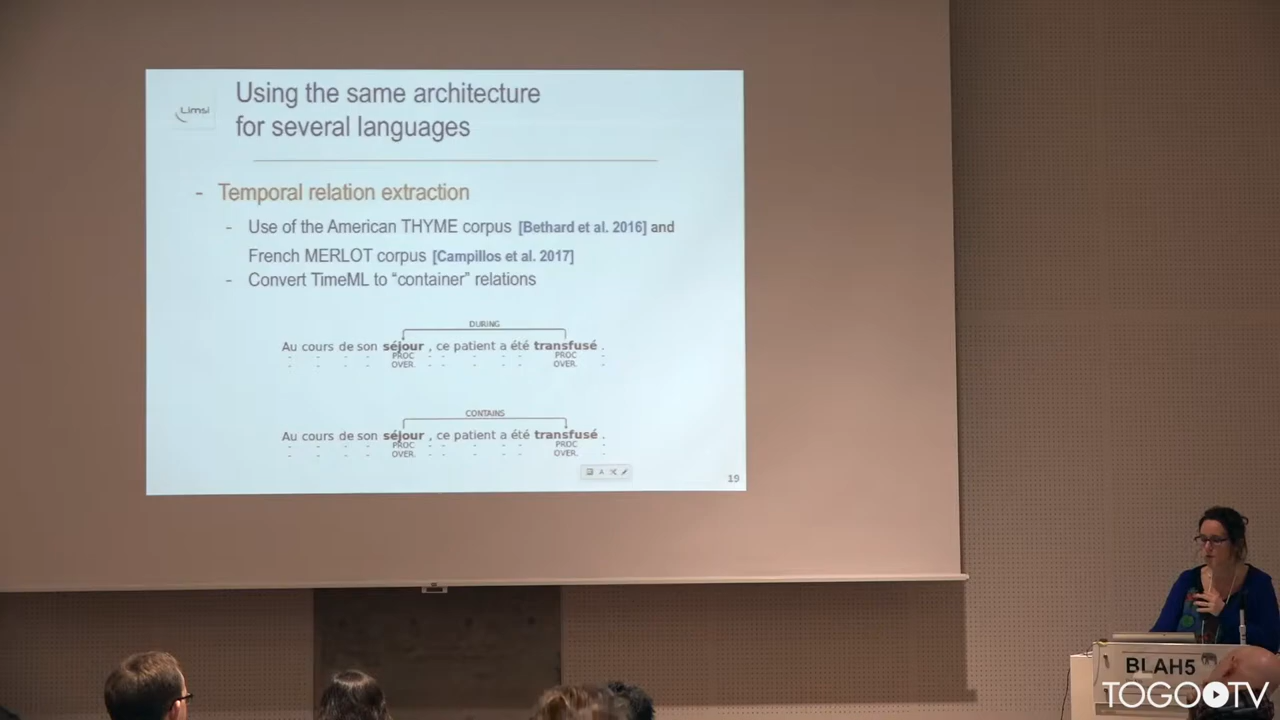 Using the same architecture
for several languages
Limsi
- Temporal relation extraction
- Use of the American THYME corpus [Bethard et al. 2016] and
French MERLOT corpus [Campillos et al. 2017]
- Convert TimeML to “container” relations
DURING
Au cours de son séjour , ce patient a été transfusé .
- - - - PROC - - - - - PROC -
- - - - OVER. - - - - - OVER. -
CONTAINS
Au cours de son séjour , ce patient a été transfusé .
- - - - PROC - - - - - PROC -
- - - - OVER. - - - - - OVER. -
19
BLAH5
TOGOTV